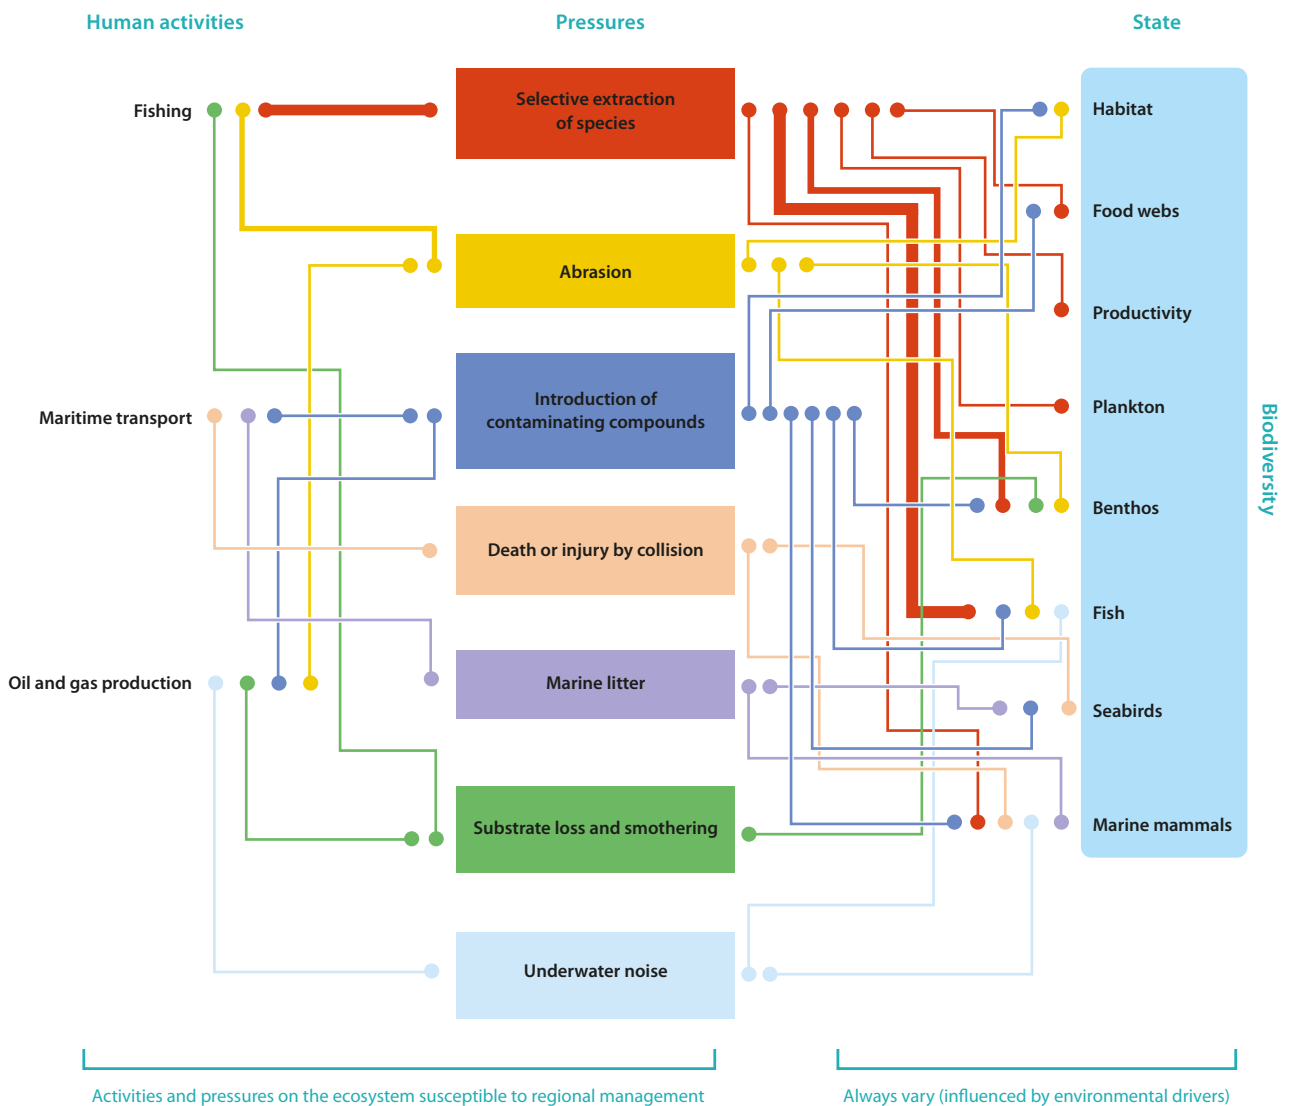 Human activities
Pressures
State
Fishing
Maritime transport
Oil and gas production
Selective extraction
of species
Abrasion
Introduction of
contaminating compounds
Death or injury by collision
Marine litter
Substrate loss and smothering
Underwater noise
Habitat
Food webs
Productivity
Plankton
Benthos
Fish
Seabirds
Marine mammals
Biodiversity
Activities and pressures on the ecosystem susceptible to regional management
Always vary (influenced by environmental drivers)